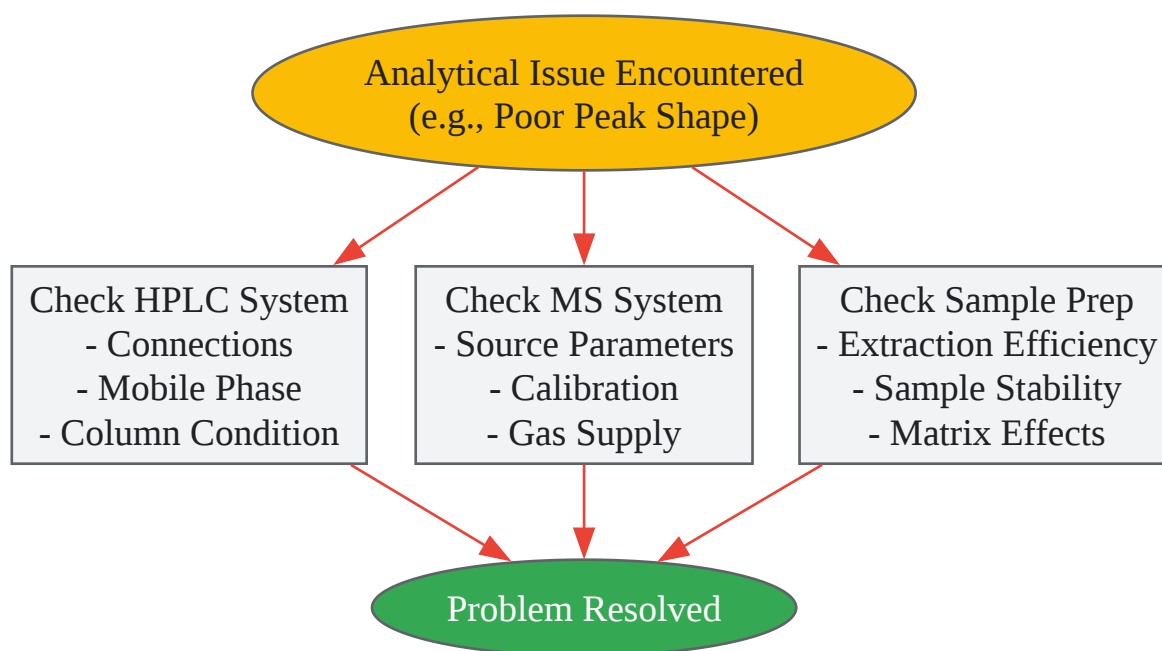 Analytical Issue Encountered
(e.g., Poor Peak Shape)
Check HPLC System
- Connections
- Mobile Phase
- Column Condition
Check MS System
- Source Parameters
- Calibration
- Gas Supply
Check Sample Prep
- Extraction Efficiency
- Sample Stability
- Matrix Effects
Problem Resolved